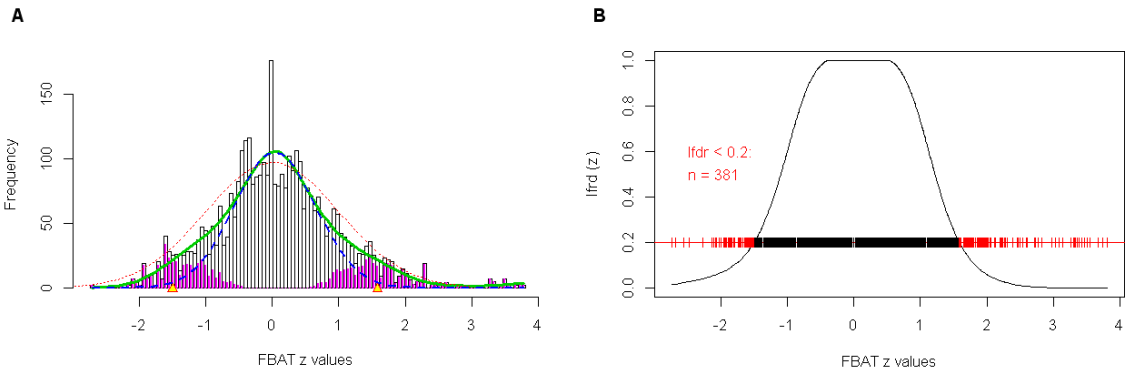 A
Frequency
150
100
50
0
-2 -1 0 1 2 3 4
FBAT z values
B
lfrd (z)
1.0
0.8
0.6
0.4
0.2
0.0
lfdr < 0.2:
n = 381
-2 -1 0 1 2 3 4
FBAT z values